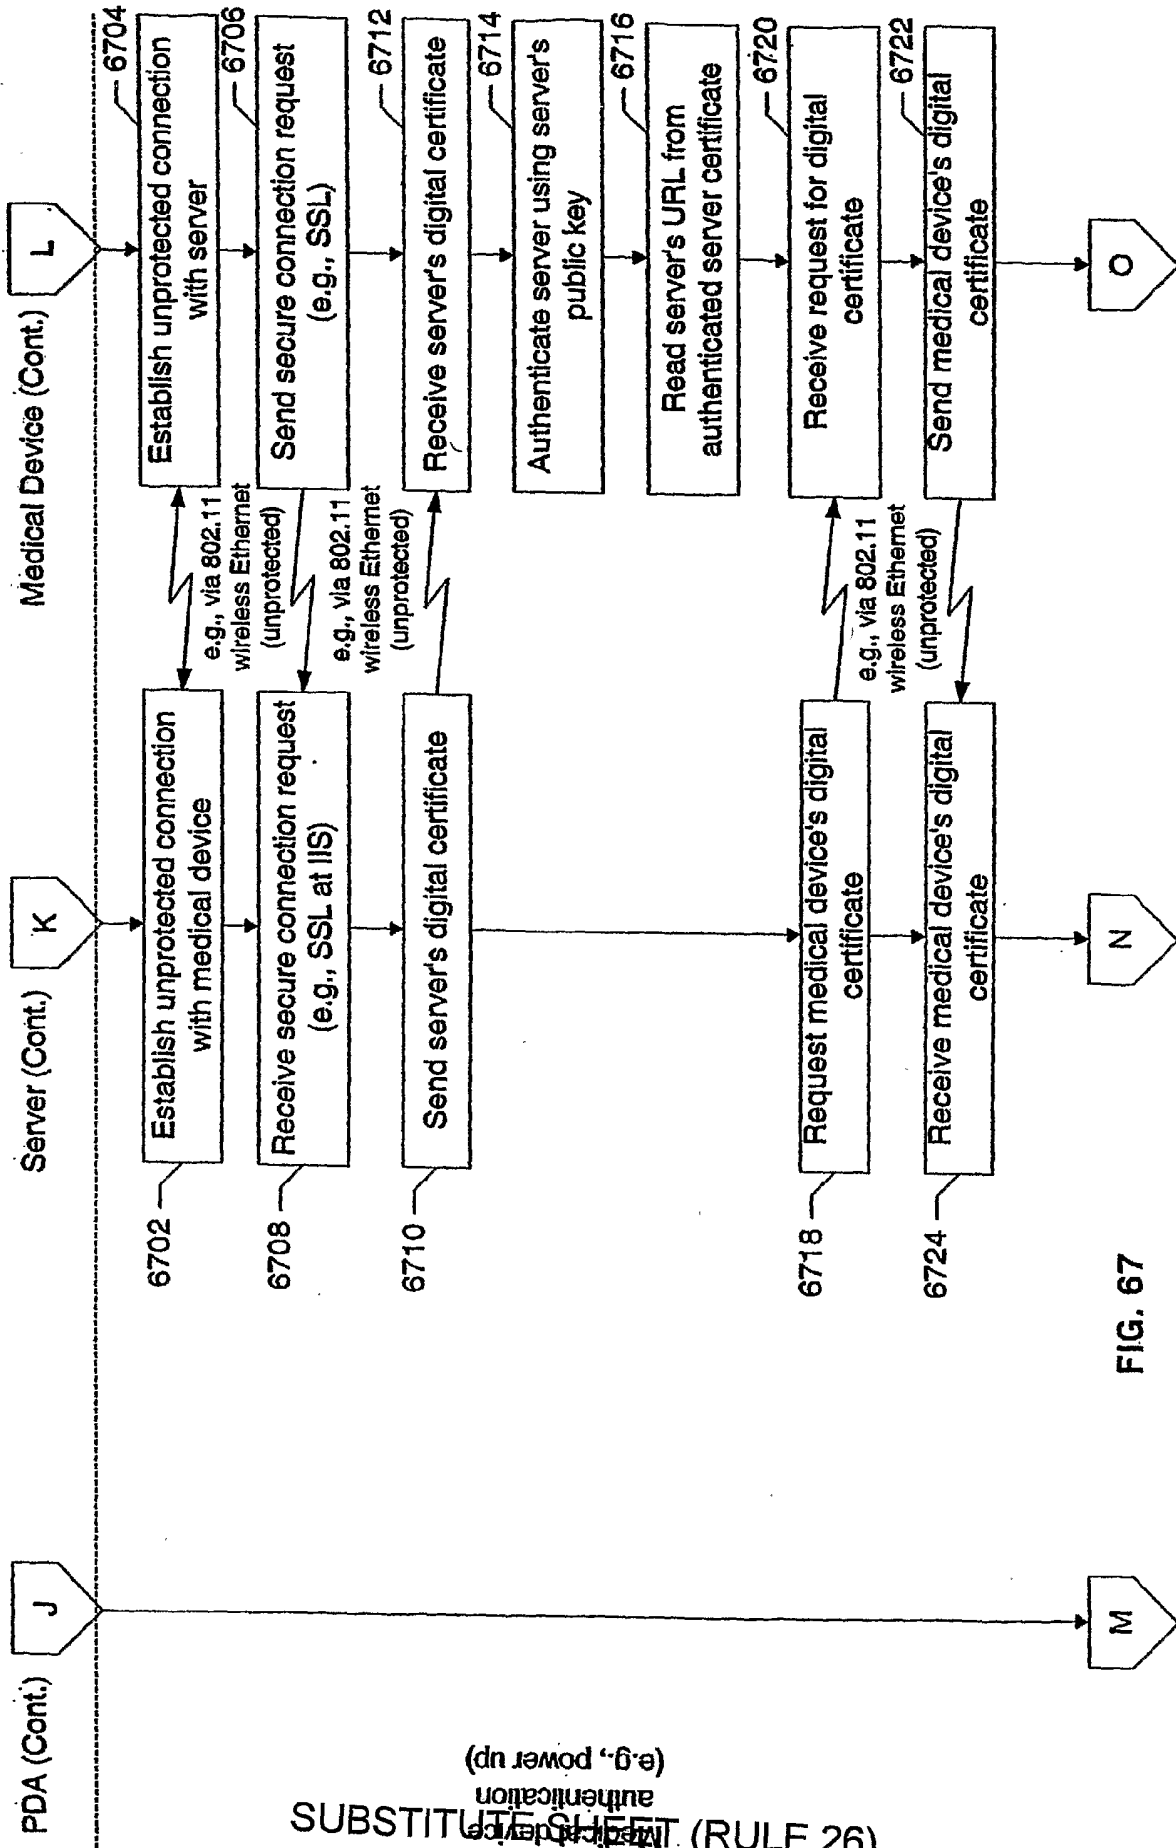 PDA (Cont.)
Server (Cont.)
Medical Device (Cont.)
J
K
L
6702
Establish unprotected connection
with medical device
e.g., via 802.11
wireless Ethernet
(unprotected)
6704
Establish unprotected connection
with server
6708
Receive secure connection request
(e.g., SSL at IIS)
e.g., via 802.11
wireless Ethernet
(unprotected)
6706
Send secure connection request
(e.g., SSL)
6710
Send server's digital certificate
6712
Receive server's digital certificate
6714
Authenticate server using server's
public key
6716
Read server's URL from
authenticated server certificate
6718
Request medical device's digital
certificate
e.g., via 802.11
wireless Ethernet
(unprotected)
6720
Receive request for digital
certificate
6724
Receive medical device's digital
certificate
6722
Send medical device's digital
certificate
M
N
O
FIG. 67
Medical device
authentication
(e.g., power up)
SUBSTITUTE SHEET (RULE 26)